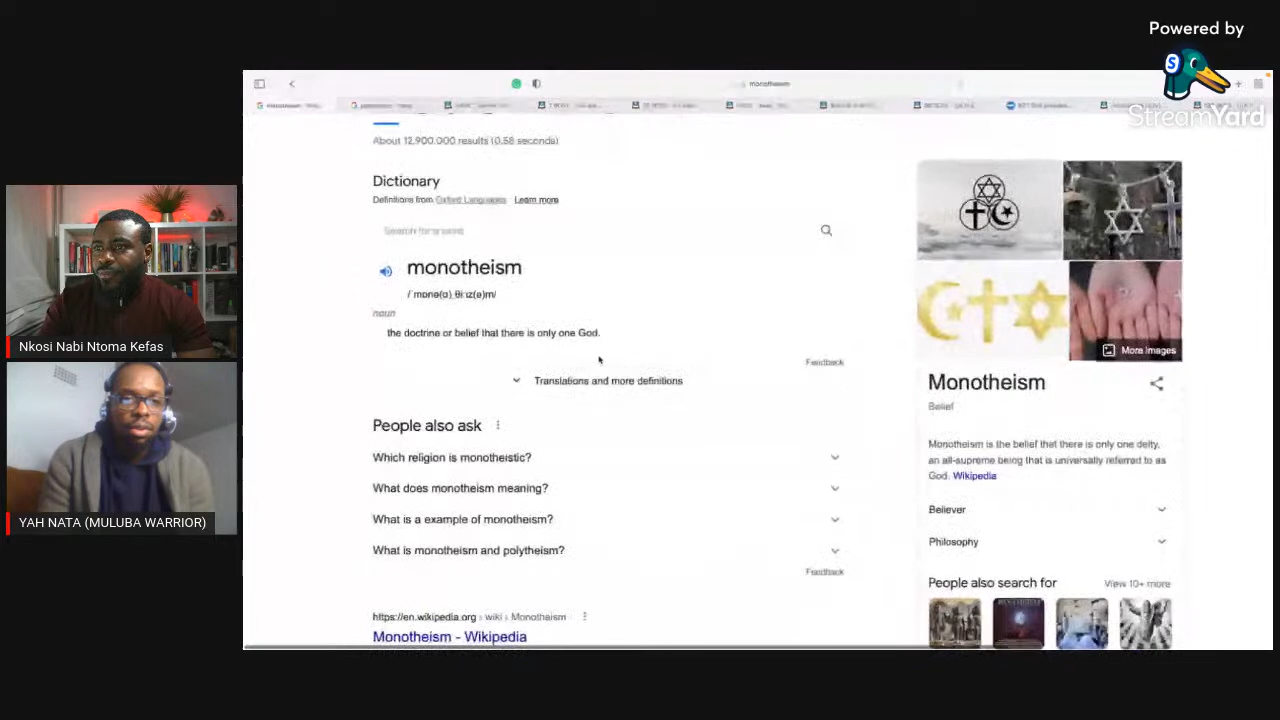 Powered by
StreamYard
monotheism
About 12,900,000 results (0.58 seconds)
Dictionary
Definitions from Oxford Languages Learn more
Search for a word
monotheism
noun
the doctrine or belief that there is only one God.
Feedback
Translations and more definitions
People also ask
Which religion is monotheistic?
What does monotheism meaning?
What is a example of monotheism?
What is monotheism and polytheism?
Feedback
https://en.wikipedia.org › wiki › Monotheism
Monotheism - Wikipedia
More images
Monotheism
Belief
Monotheism is the belief that there is only one deity,
an all-supreme being that is universally referred to as
God. Wikipedia
Believer
Philosophy
People also search for View 10+ more
Nkosi Nabi Ntoma Kefas
YAH NATA (MULUBA WARRIOR)